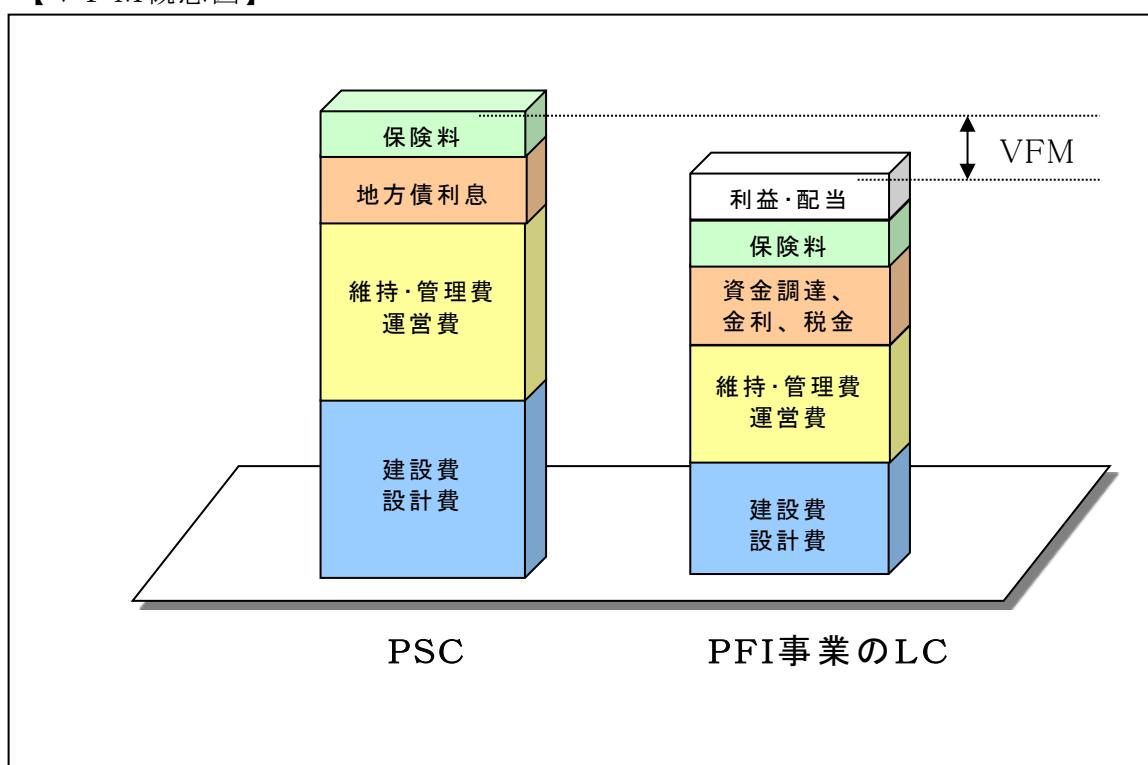 保険料
地方債利息
維持・管理費
運営費
建設費
設計費
利益・配当
保険料
資金調達、
金利、税金
維持・管理費
運営費
建設費
設計費
VFM
PSC
PFI事業のLC